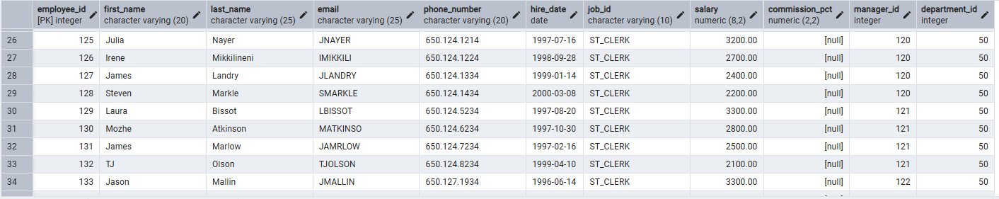 employee_id first_name last_name email phone_number hire_date job_id salary commission_pct manager_id department_id
[PK] integer character varying (20) character varying (25) character varying (25) character varying (20) date character varying (10) numeric (8,2) numeric (2,2) integer integer
26 125 Julia Nayer JNAYER 650.124.1214 1997-07-16 ST_CLERK 3200.00 [null] 120 50
27 126 Irene Mikkilineni IMIKKILI 650.124.1224 1998-09-28 ST_CLERK 2700.00 [null] 120 50
28 127 James Landry JLANDRY 650.124.1334 1999-01-14 ST_CLERK 2400.00 [null] 120 50
29 128 Steven Markle SMARKLE 650.124.1434 2000-03-08 ST_CLERK 2200.00 [null] 120 50
30 129 Laura Bissot LBISSOT 650.124.5234 1997-08-20 ST_CLERK 3300.00 [null] 121 50
31 130 Mozhe Atkinson MATKINSO 650.124.6234 1997-10-30 ST_CLERK 2800.00 [null] 121 50
32 131 James Marlow JAMRLOW 650.124.7234 1997-02-16 ST_CLERK 2500.00 [null] 121 50
33 132 TJ Olson TJOLSON 650.124.8234 1999-04-10 ST_CLERK 2100.00 [null] 121 50
34 133 Jason Mallin JMALLIN 650.127.1934 1996-06-14 ST_CLERK 3300.00 [null] 122 50